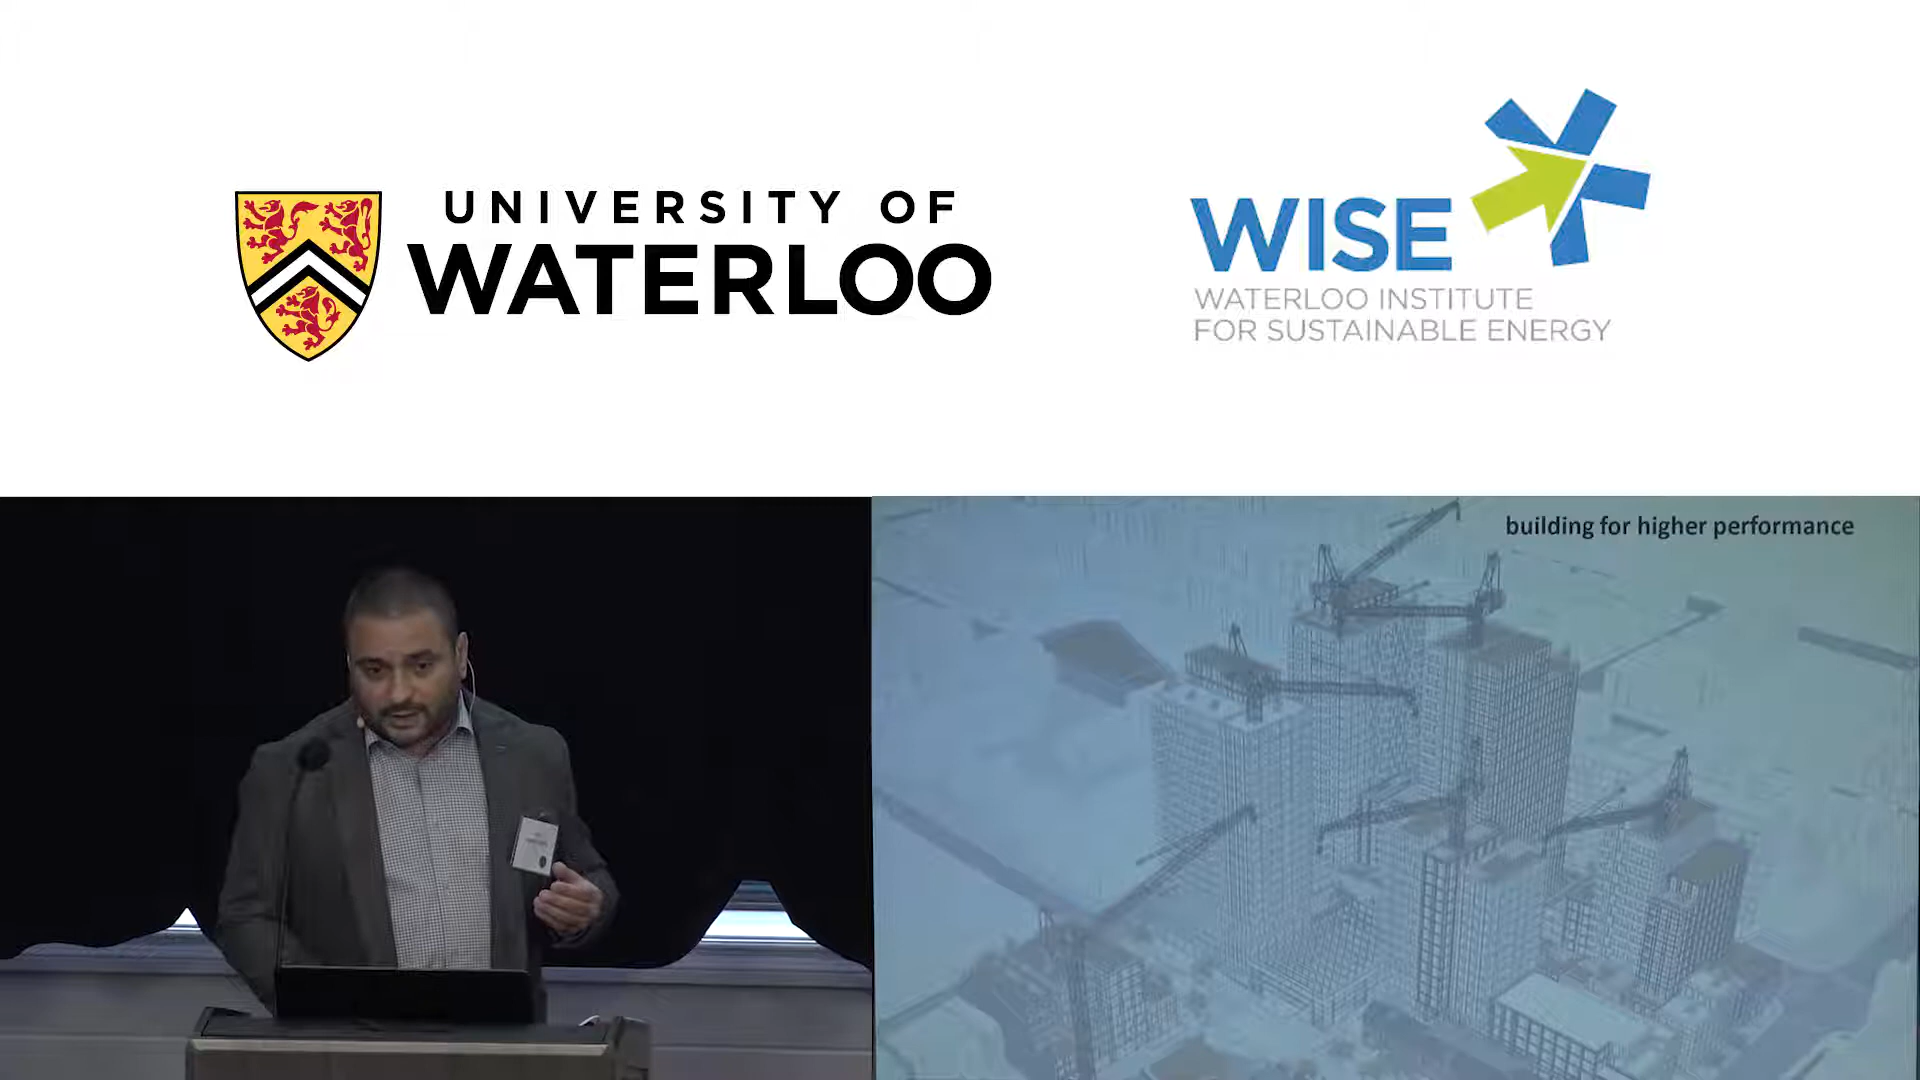 UNIVERSITY OF
WATERLOO
WISE
WATERLOO INSTITUTE
FOR SUSTAINABLE ENERGY
building for higher performance